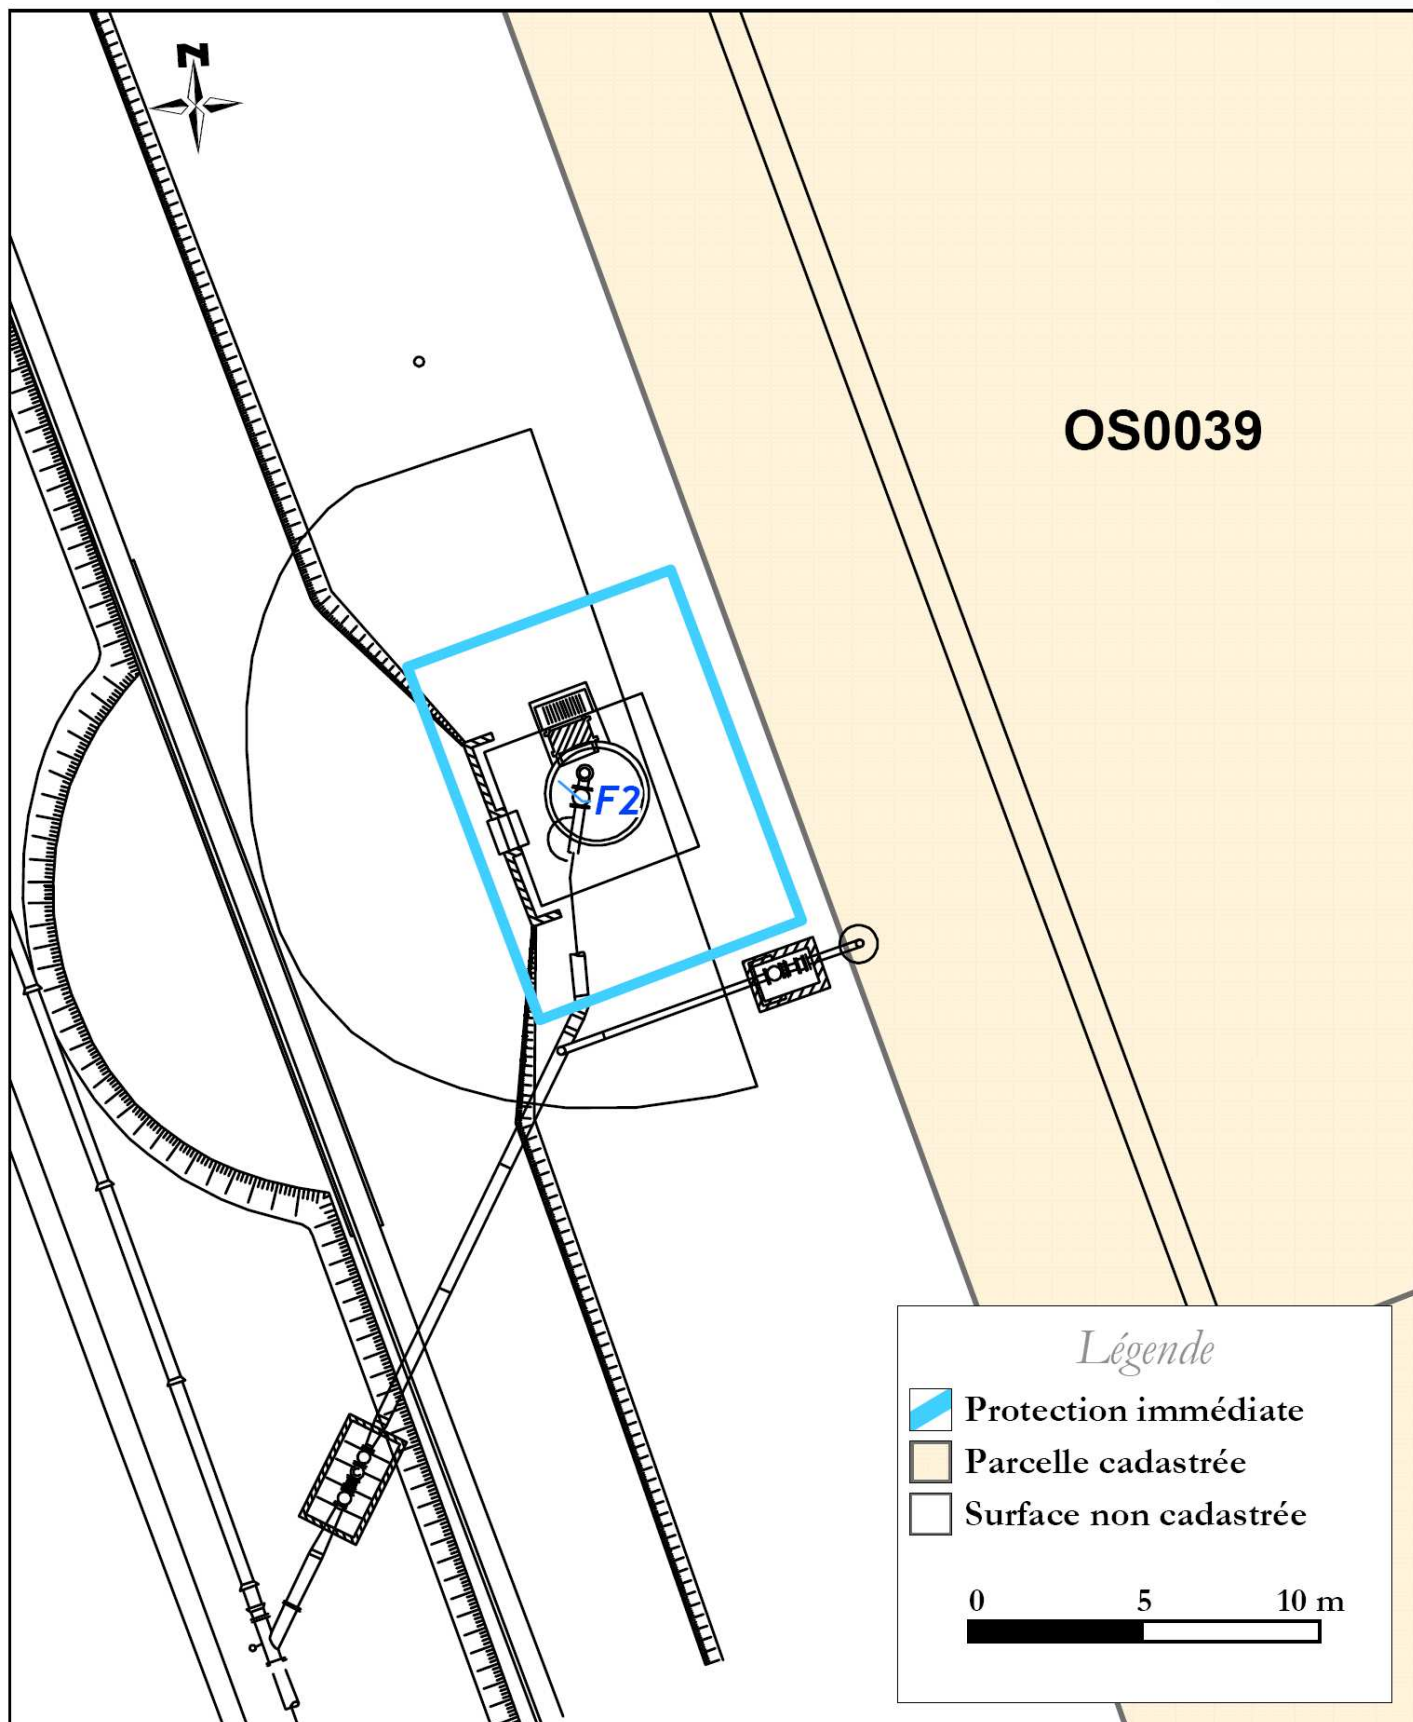 N
OS0039
F2
Légende
Protection immédiate
Parcelle cadastrée
Surface non cadastrée
0 5 10 m